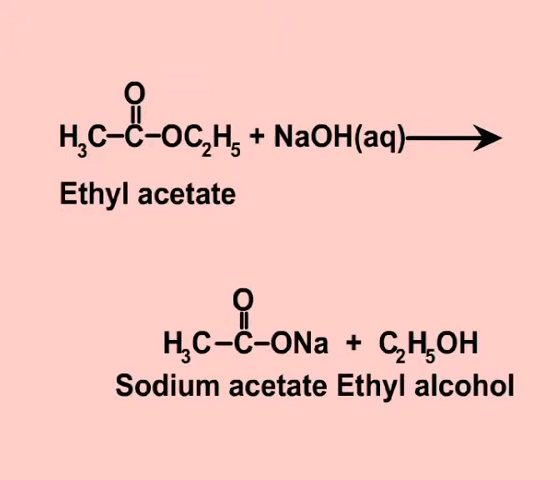 O
H₃C–C–OC₂H₅ + NaOH(aq)⟶
Ethyl acetate
O
H₃C–C–ONa + C₂H₅OH
Sodium acetate Ethyl alcohol